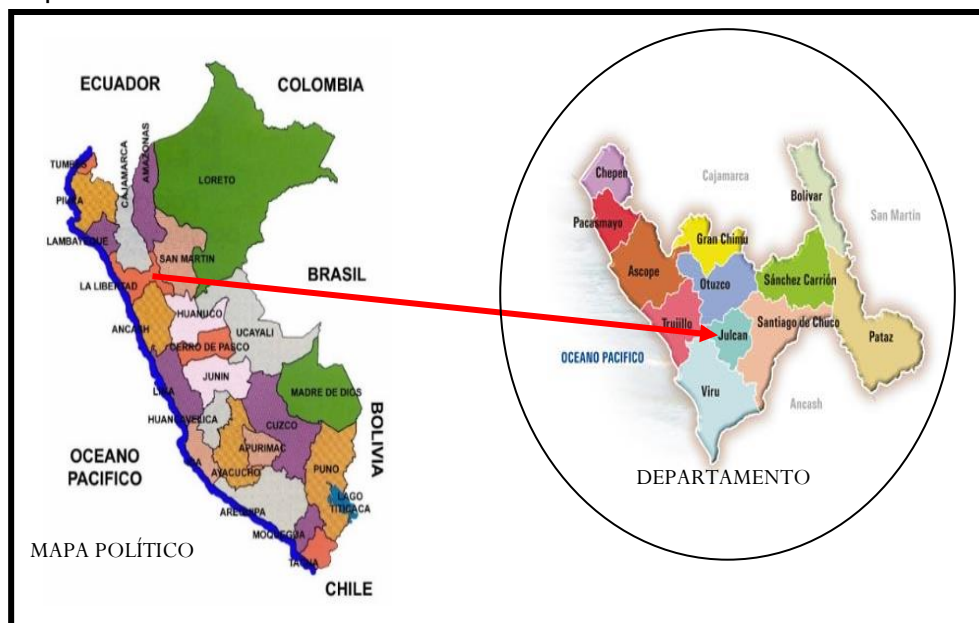 ECUADOR
COLOMBIA
CAJAMARCA
AMAZONAS
TUMBES
LORETO
PIURA
LAMBAYEQUE
SAN MARTIN
BRASIL
LA LIBERTAD
HUANUCO
ANCASH
UCAYALI
CERRO DE PASCO
JUNIN
LIMA
MADRE DE DIOS
HUANCAVELICA
CUZCO
BOLIVIA
OCEANO
PACIFICO
APURIMAC
ICA
AYACUCHO
PUNO
LAGO
TITICACA
AREQUIPA
MOQUEGUA
MAPA POLÍTICO
TACNA
CHILE
Chepen
Cajamarca
Bolivar
San Martin
Pacasmayo
Gran Chimu
Ascope
Otuzco
Sánchez Carrión
Trujillo
Santiago de Chuco
Julcan
Pataz
OCEANO PACIFICO
Viru
Ancash
DEPARTAMENTO